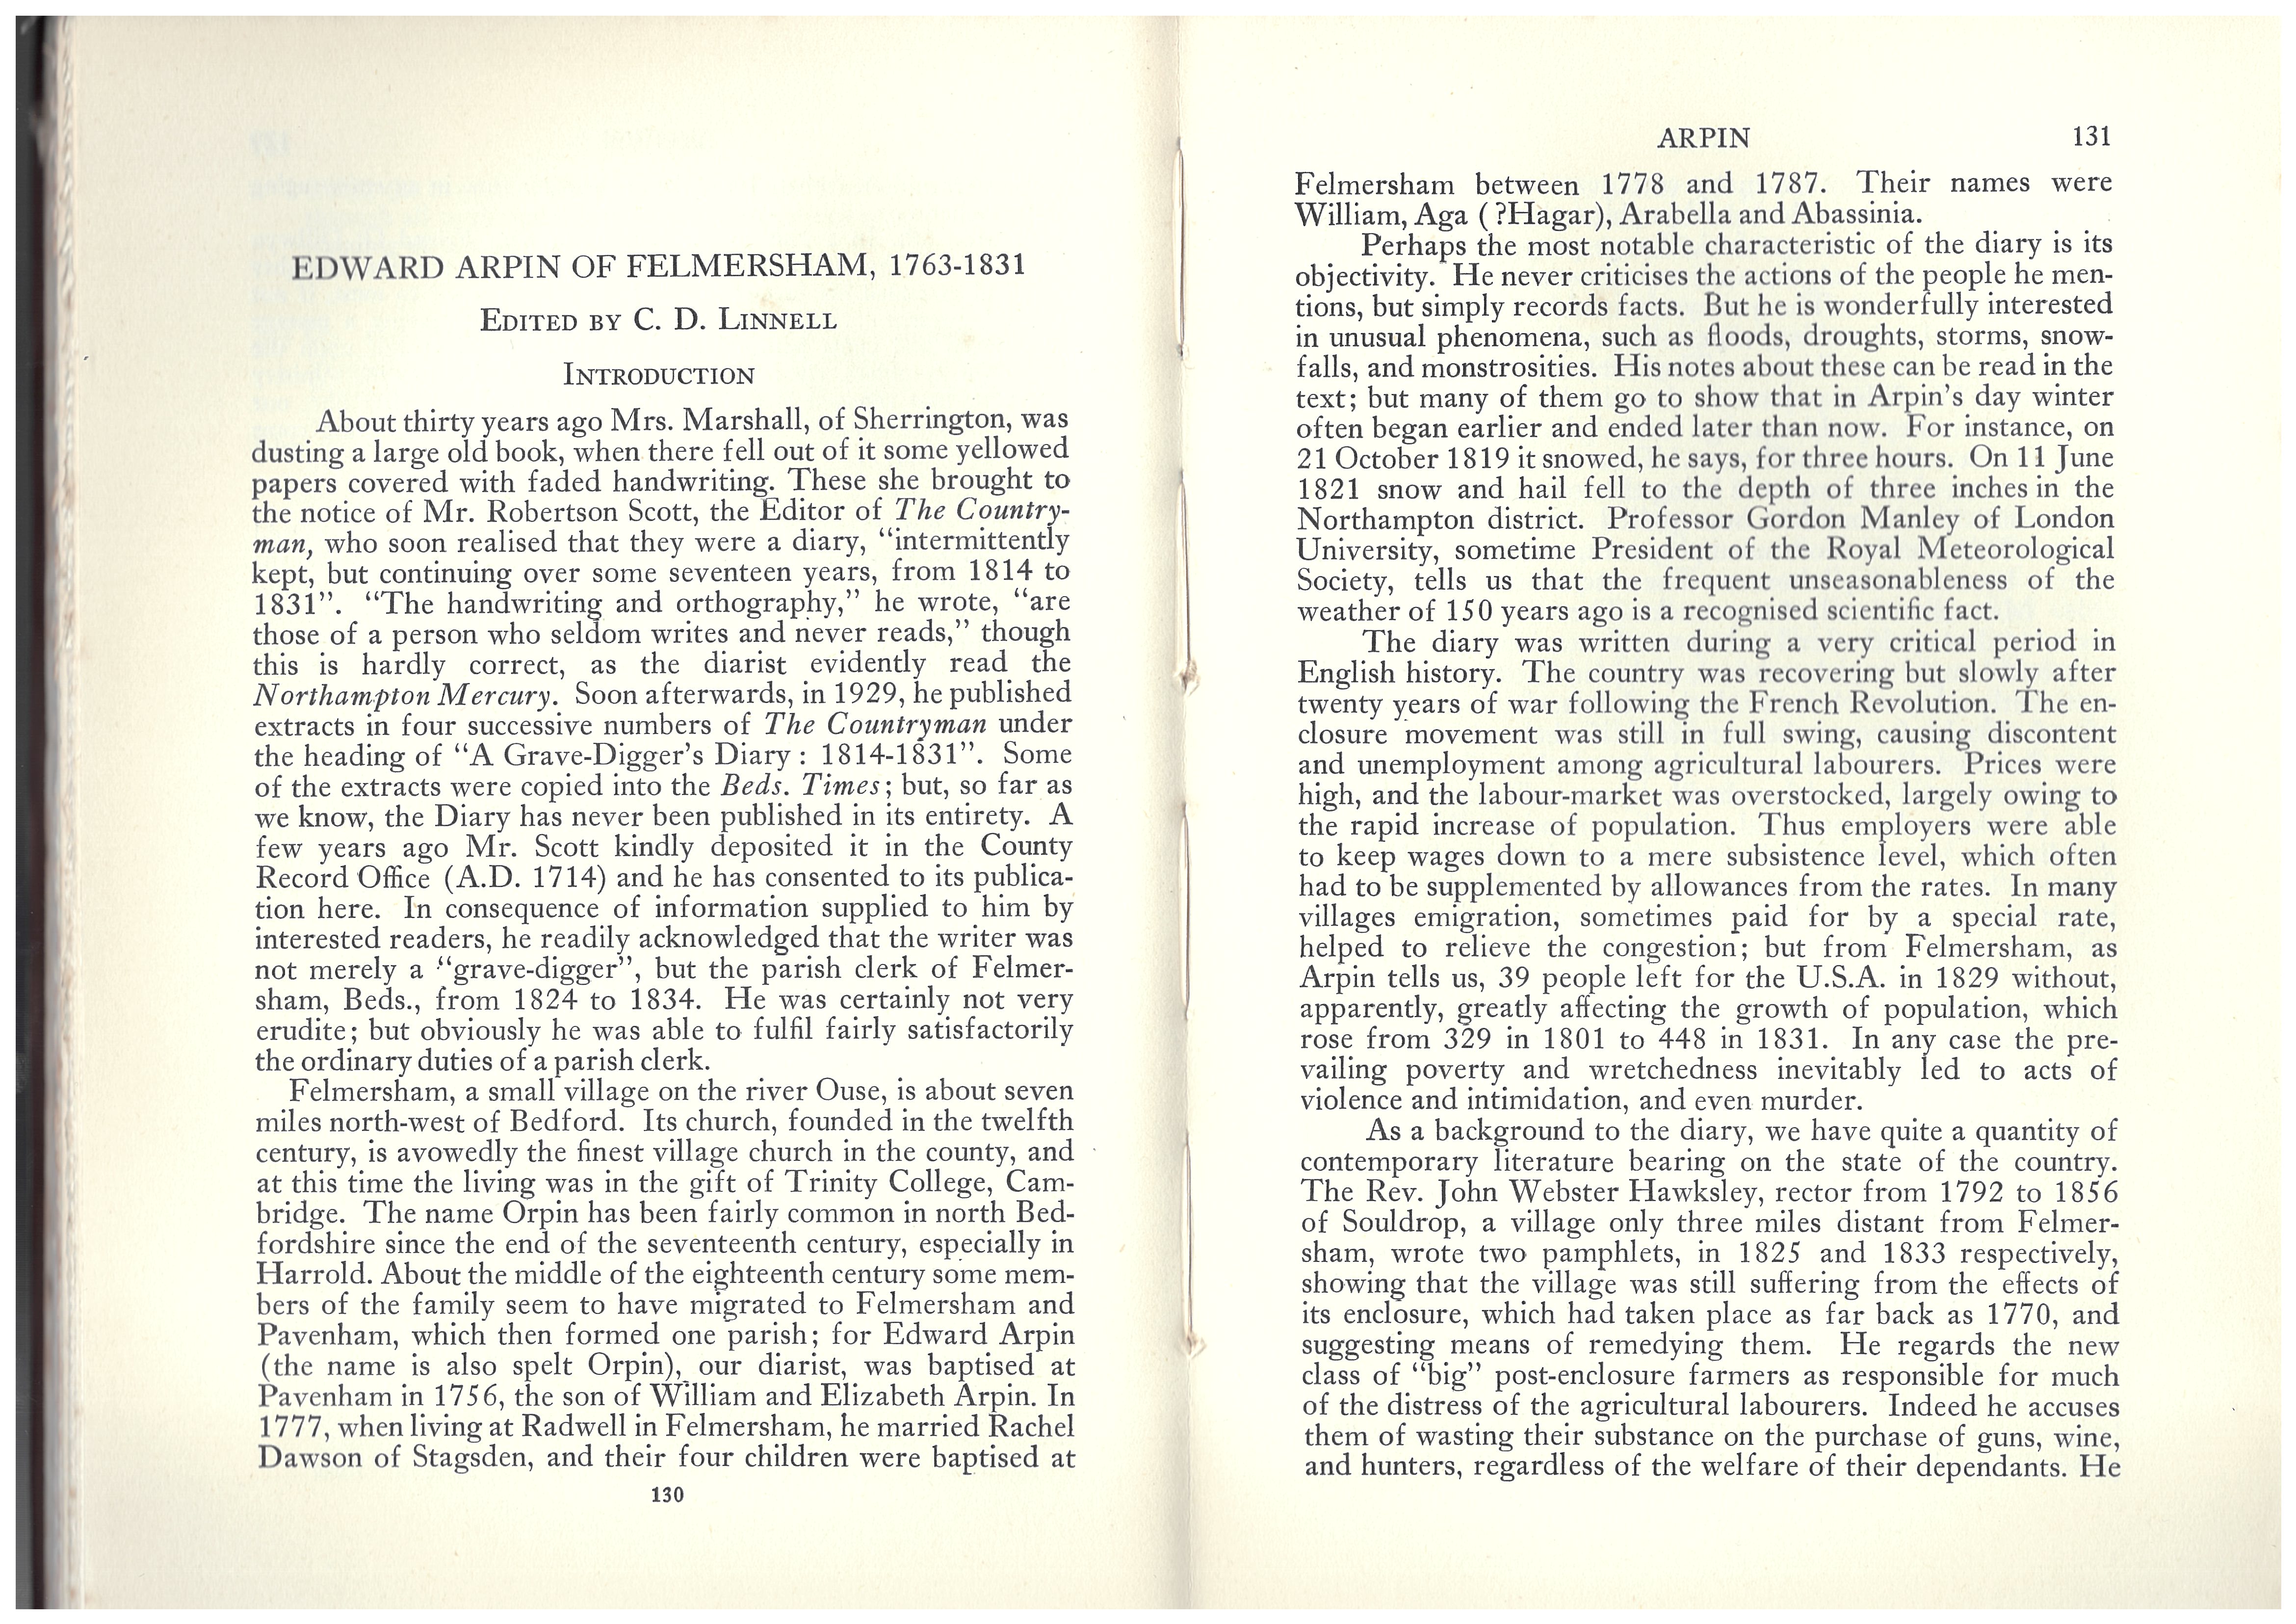 EDWARD ARPIN OF FELMERSHAM, 1763-1831
EDITED BY C. D. LINNELL
INTRODUCTION
About thirty years ago Mrs. Marshall, of Sherrington, was
dusting a large old book, when there fell out of it some yellowed
papers covered with faded handwriting. These she brought to
the notice of Mr. Robertson Scott, the Editor of The Country-
man, who soon realised that they were a diary, “intermittently
kept, but continuing over some seventeen years, from 1814 to
1831”. “The handwriting and orthography,” he wrote, “are
those of a person who seldom writes and never reads,” though
this is hardly correct, as the diarist evidently read the
Northampton Mercury. Soon afterwards, in 1929, he published
extracts in four successive numbers of The Countryman under
the heading of “A Grave-Digger’s Diary : 1814-1831”. Some
of the extracts were copied into the Beds. Times; but, so far as
we know, the Diary has never been published in its entirety. A
few years ago Mr. Scott kindly deposited it in the County
Record Office (A.D. 1714) and he has consented to its publica-
tion here. In consequence of information supplied to him by
interested readers, he readily acknowledged that the writer was
not merely a “grave-digger”, but the parish clerk of Felmer-
sham, Beds., from 1824 to 1834. He was certainly not very
erudite; but obviously he was able to fulfil fairly satisfactorily
the ordinary duties of a parish clerk.
Felmersham, a small village on the river Ouse, is about seven
miles north-west of Bedford. Its church, founded in the twelfth
century, is avowedly the finest village church in the county, and
at this time the living was in the gift of Trinity College, Cam-
bridge. The name Orpin has been fairly common in north Bed-
fordshire since the end of the seventeenth century, especially in
Harrold. About the middle of the eighteenth century some mem-
bers of the family seem to have migrated to Felmersham and
Pavenham, which then formed one parish; for Edward Arpin
(the name is also spelt Orpin), our diarist, was baptised at
Pavenham in 1756, the son of William and Elizabeth Arpin. In
1777, when living at Radwell in Felmersham, he married Rachel
Dawson of Stagsden, and their four children were baptised at
130
ARPIN 131
Felmersham between 1778 and 1787. Their names were
William, Aga (?Hagar), Arabella and Abassinia.
Perhaps the most notable characteristic of the diary is its
objectivity. He never criticises the actions of the people he men-
tions, but simply records facts. But he is wonderfully interested
in unusual phenomena, such as floods, droughts, storms, snow-
falls, and monstrosities. His notes about these can be read in the
text; but many of them go to show that in Arpin’s day winter
often began earlier and ended later than now. For instance, on
21 October 1819 it snowed, he says, for three hours. On 11 June
1821 snow and hail fell to the depth of three inches in the
Northampton district. Professor Gordon Manley of London
University, sometime President of the Royal Meteorological
Society, tells us that the frequent unseasonableness of the
weather of 150 years ago is a recognised scientific fact.
The diary was written during a very critical period in
English history. The country was recovering but slowly after
twenty years of war following the French Revolution. The en-
closure movement was still in full swing, causing discontent
and unemployment among agricultural labourers. Prices were
high, and the labour-market was overstocked, largely owing to
the rapid increase of population. Thus employers were able
to keep wages down to a mere subsistence level, which often
had to be supplemented by allowances from the rates. In many
villages emigration, sometimes paid for by a special rate,
helped to relieve the congestion; but from Felmersham, as
Arpin tells us, 39 people left for the U.S.A. in 1829 without,
apparently, greatly affecting the growth of population, which
rose from 329 in 1801 to 448 in 1831. In any case the pre-
vailing poverty and wretchedness inevitably led to acts of
violence and intimidation, and even murder.
As a background to the diary, we have quite a quantity of
contemporary literature bearing on the state of the country.
The Rev. John Webster Hawksley, rector from 1792 to 1856
of Souldrop, a village only three miles distant from Felmer-
sham, wrote two pamphlets, in 1825 and 1833 respectively,
showing that the village was still suffering from the effects of
its enclosure, which had taken place as far back as 1770, and
suggesting means of remedying them. He regards the new
class of “big” post-enclosure farmers as responsible for much
of the distress of the agricultural labourers. Indeed he accuses
them of wasting their substance on the purchase of guns, wine,
and hunters, regardless of the welfare of their dependants. He